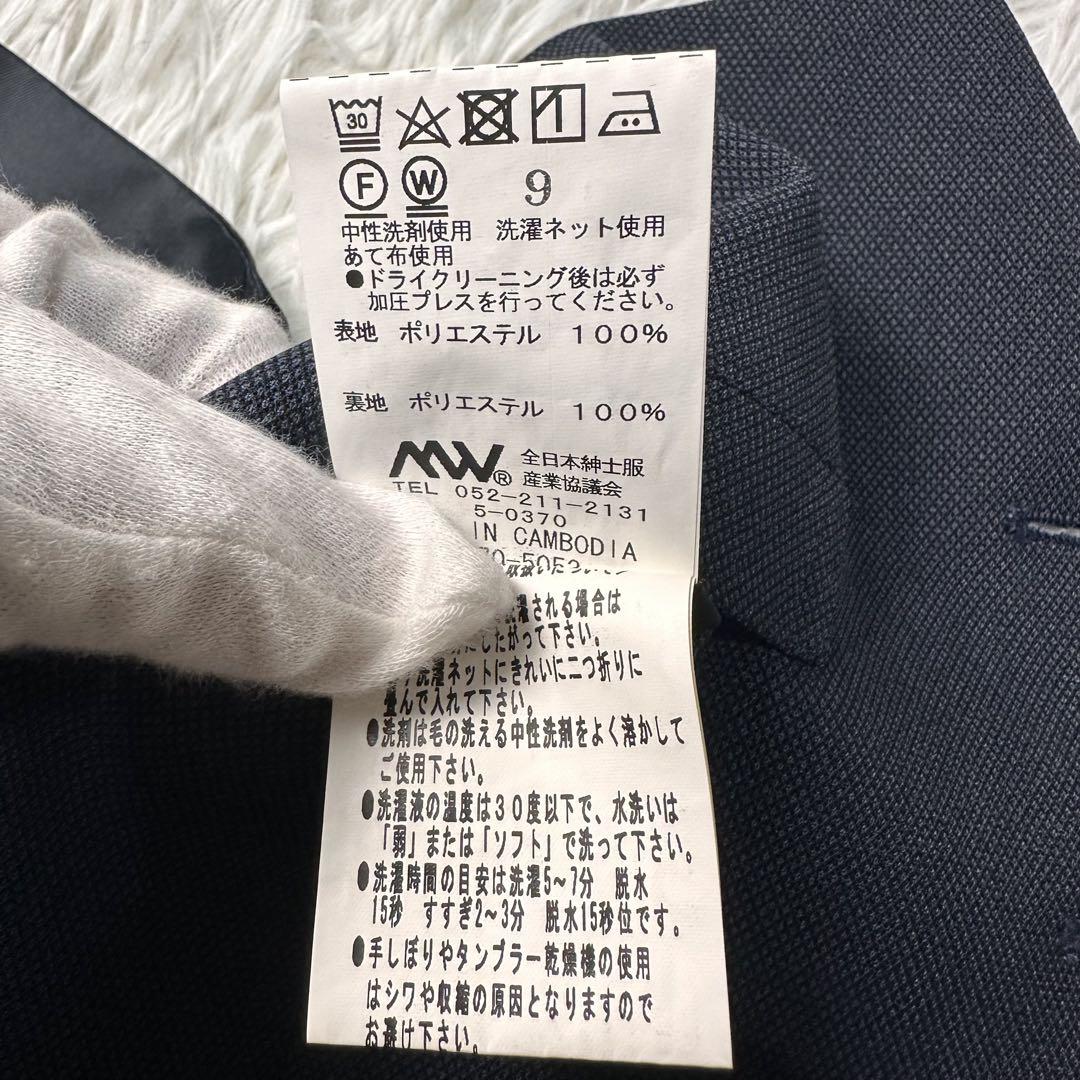 30
F W 9
中性洗剤使用 洗濯ネット使用
あて布使用
●ドライクリーニング後は必ず
加圧プレスを行ってください。
表地 ポリエステル 100%
裏地 ポリエステル 100%
MW® 全日本紳士服
産業協議会
TEL 052-211-2131
5-0370
IN CAMBODIA
される場合は
したがって下さい。
洗濯ネットにきれいに二つ折りに
畳んで入れて下さい。
●洗剤は毛の洗える中性洗剤をよく溶かして
ご使用下さい。
●洗濯液の温度は30度以下で、水洗いは
「弱」または「ソフト」で洗って下さい。
●洗濯時間の目安は洗濯5~7分 脱水
15秒 すすぎ2~3分 脱水15秒位です。
●手しぼりやタンブラー乾燥機の使用
はシワや収縮の原因となりますので
お避け下さい。